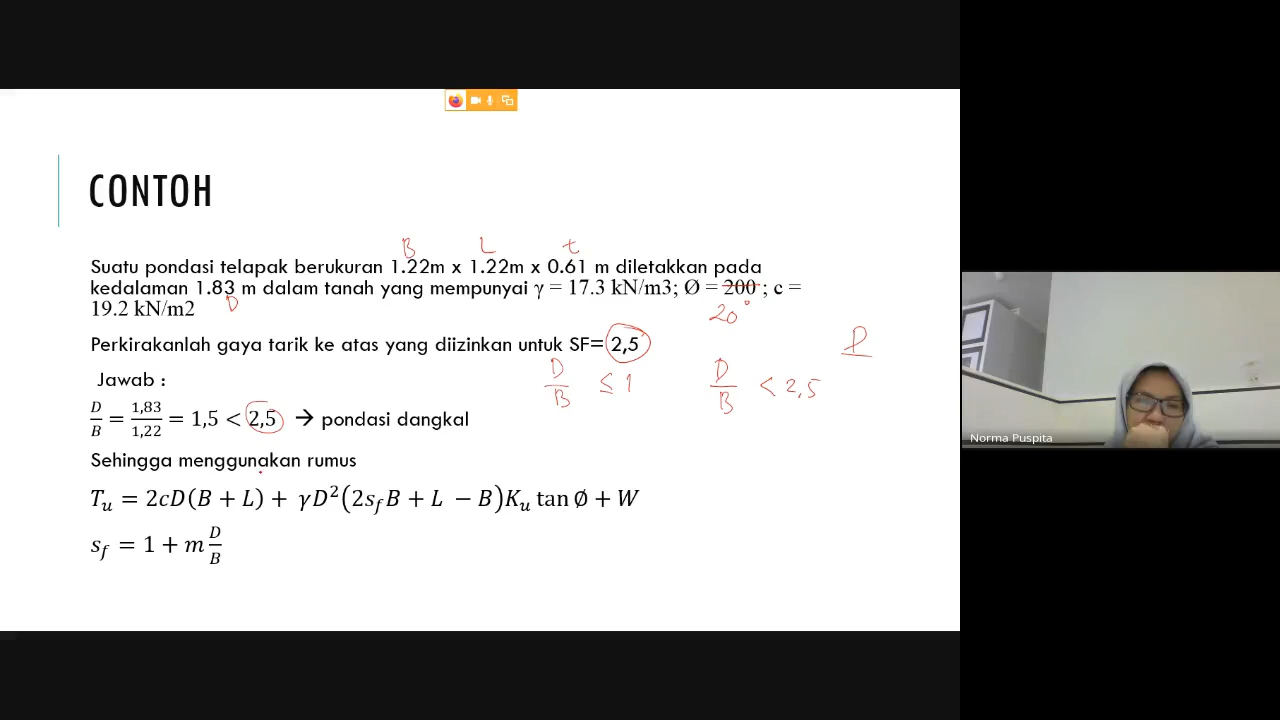 CONTOH
B L t
Suatu pondasi telapak berukuran 1.22m x 1.22m x 0.61 m diletakkan pada
kedalaman 1.83 m dalam tanah yang mempunyai γ = 17.3 kN/m3; Ø = 200 ; c =
19.2 kN/m2
D 20°
Perkirakanlah gaya tarik ke atas yang diizinkan untuk SF= 2,5
D/B ≤ 1 D/B < 2,5
Jawab :
D/B = 1,83/1,22 = 1,5 < 2,5 → pondasi dangkal
Sehingga menggunakan rumus
T_u = 2cD(B + L) + γD²(2s_f B + L − B)K_u tan Ø + W
s_f = 1 + m D/B
Norma Puspita